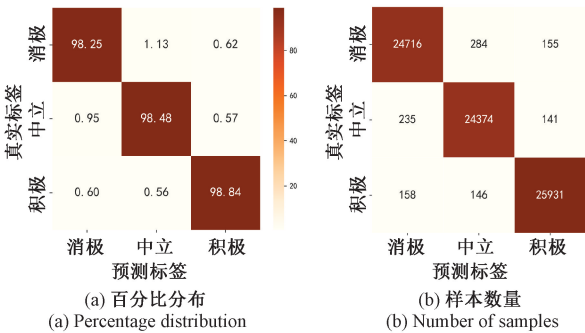 真实标签
消极 中立 积极
98.25 1.13 0.62
0.95 98.48 0.57
0.60 0.56 98.84
消极 中立 积极
预测标签
80
60
40
20
(a) 百分比分布
(a) Percentage distribution
真实标签
消极 中立 积极
24716 284 155
235 24374 141
158 146 25931
消极 中立 积极
预测标签
(b) 样本数量
(b) Number of samples